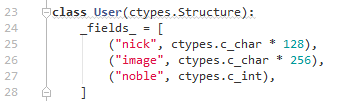 23 class User(ctypes.Structure):
24     _fields_ = [
25         ("nick", ctypes.c_char * 128),
26         ("image", ctypes.c_char * 256),
27         ("noble", ctypes.c_int),
28     ]